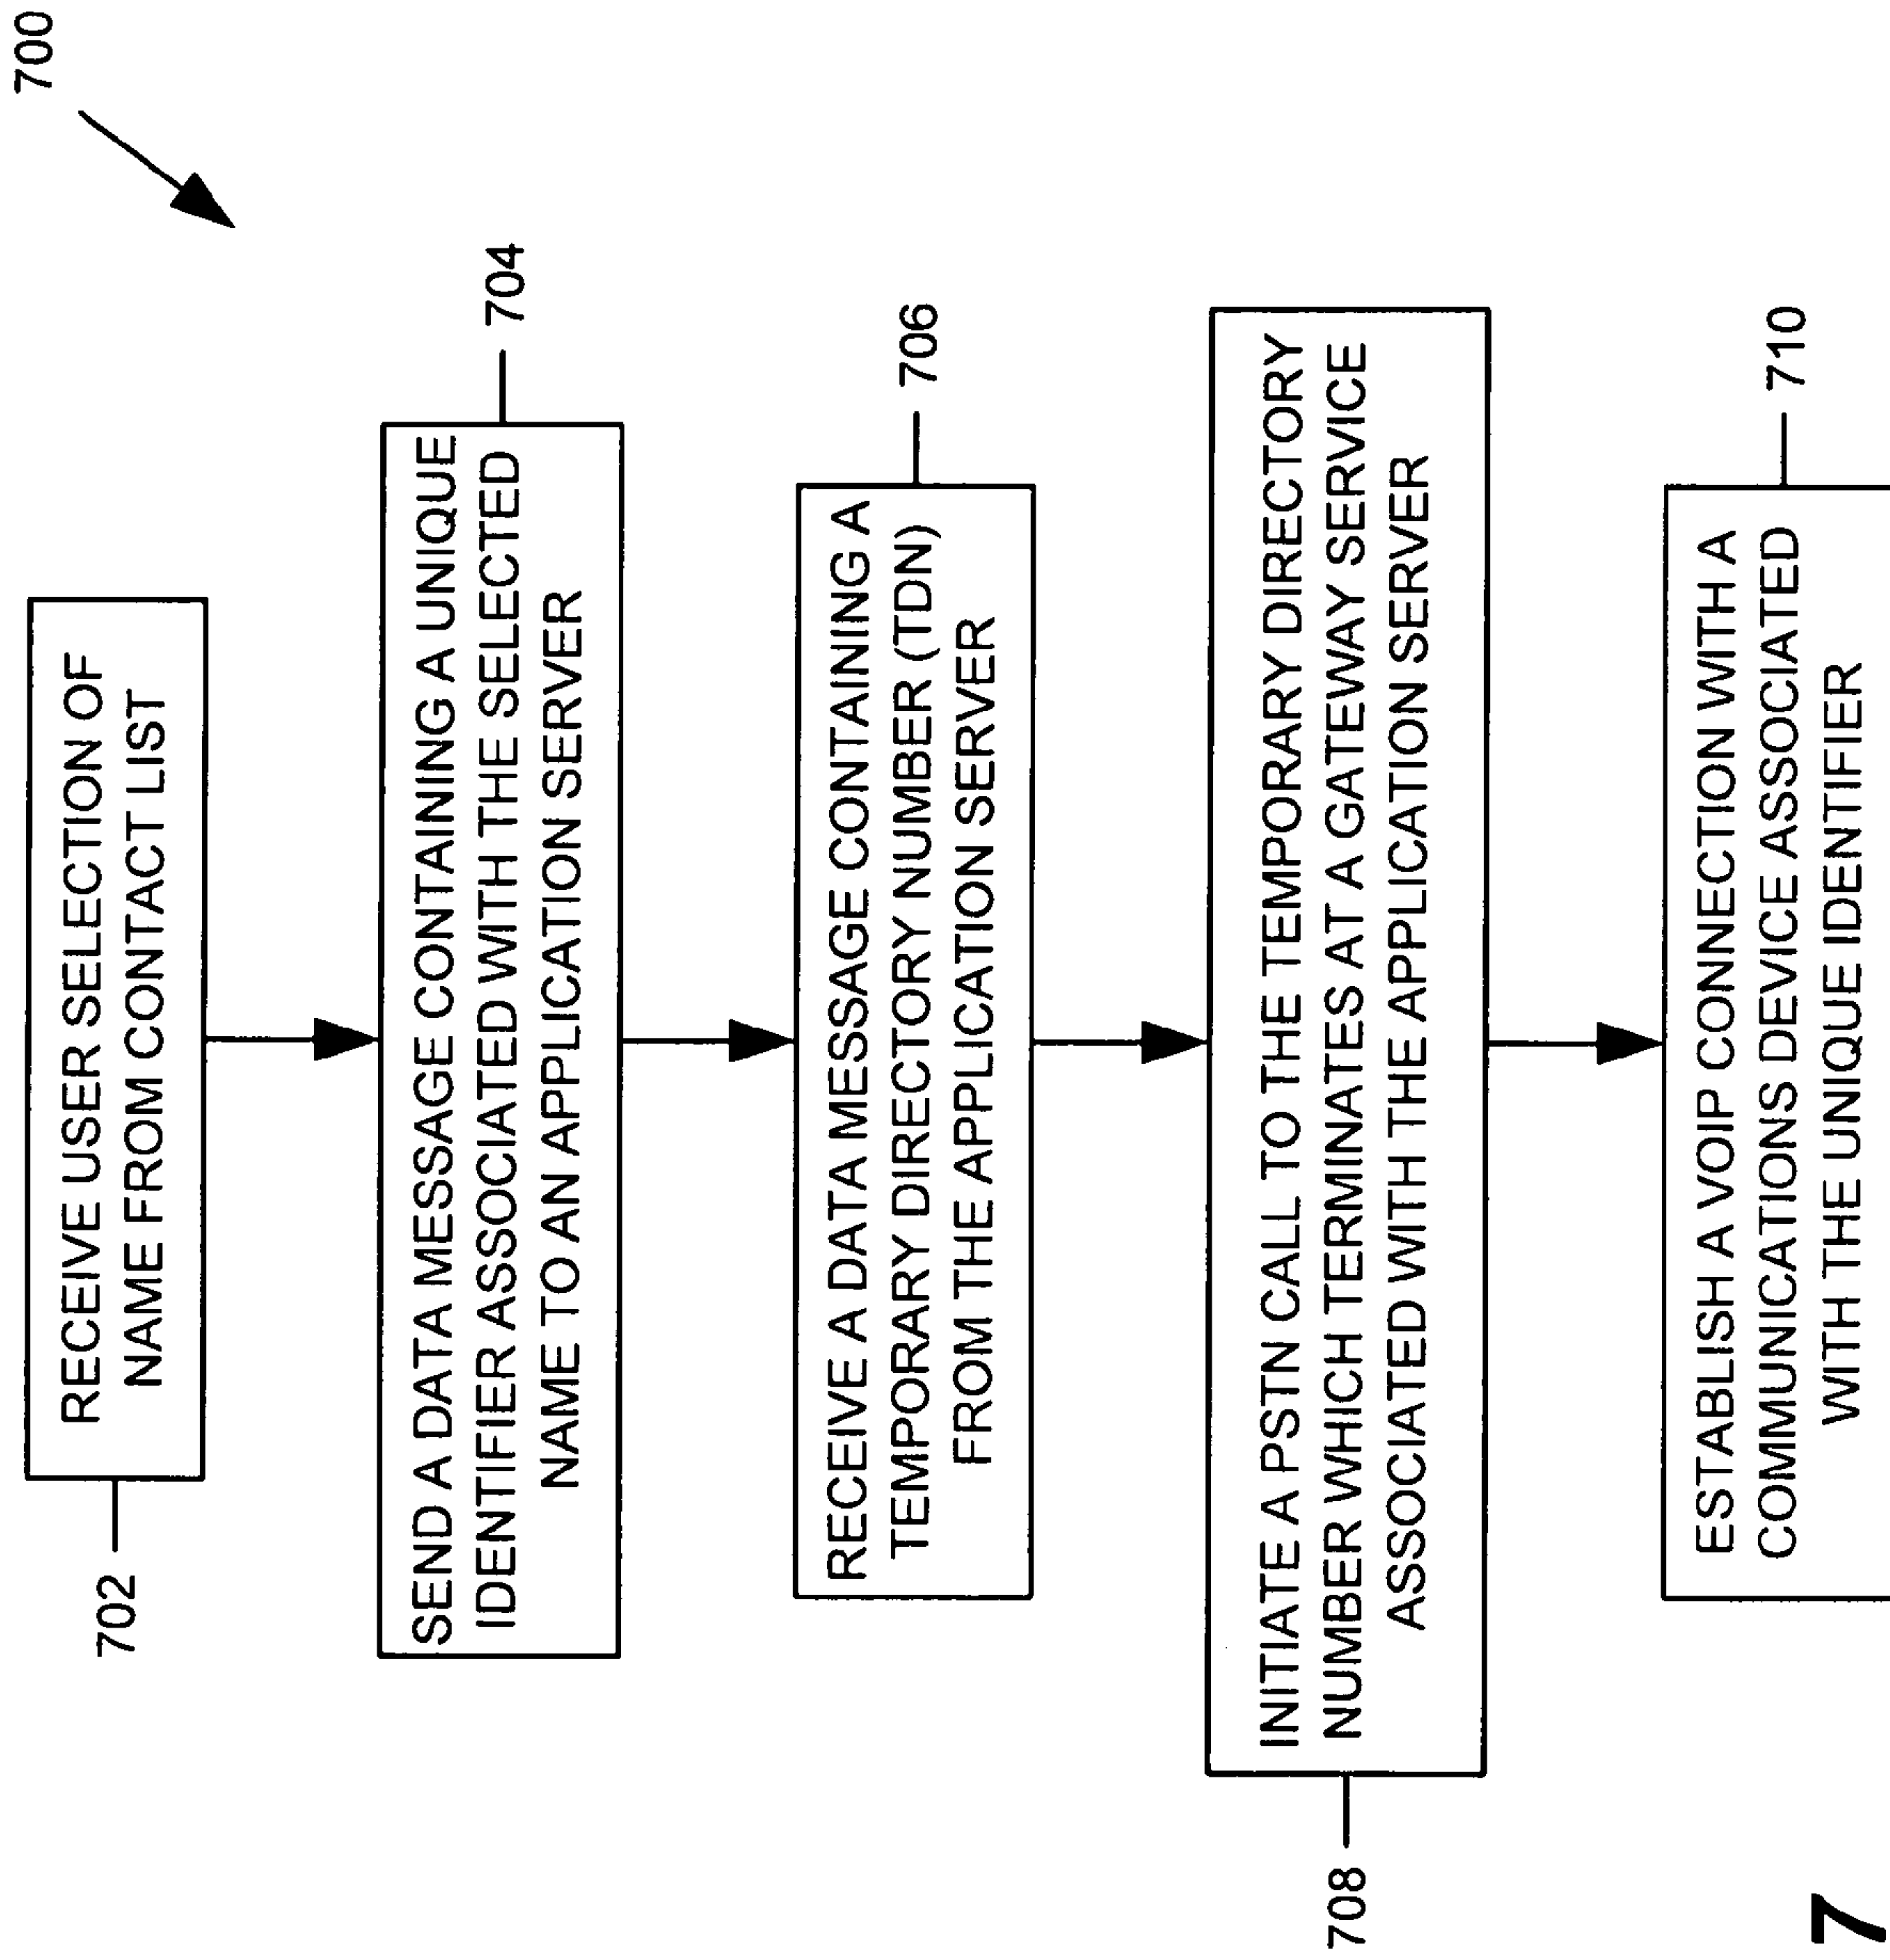 700
702
RECEIVE USER SELECTION OF
NAME FROM CONTACT LIST
SEND A DATA MESSAGE CONTAINING A UNIQUE
IDENTIFIER ASSOCIATED WITH THE SELECTED
NAME TO AN APPLICATION SERVER
704
RECEIVE A DATA MESSAGE CONTAINING A
TEMPORARY DIRECTORY NUMBER (TDN)
FROM THE APPLICATION SERVER
706
708
INITIATE A PSTN CALL TO THE TEMPORARY DIRECTORY
NUMBER WHICH TERMINATES AT A GATEWAY SERVICE
ASSOCIATED WITH THE APPLICATION SERVER
ESTABLISH A VOIP CONNECTION WITH A
COMMUNICATIONS DEVICE ASSOCIATED
WITH THE UNIQUE IDENTIFIER
710
7